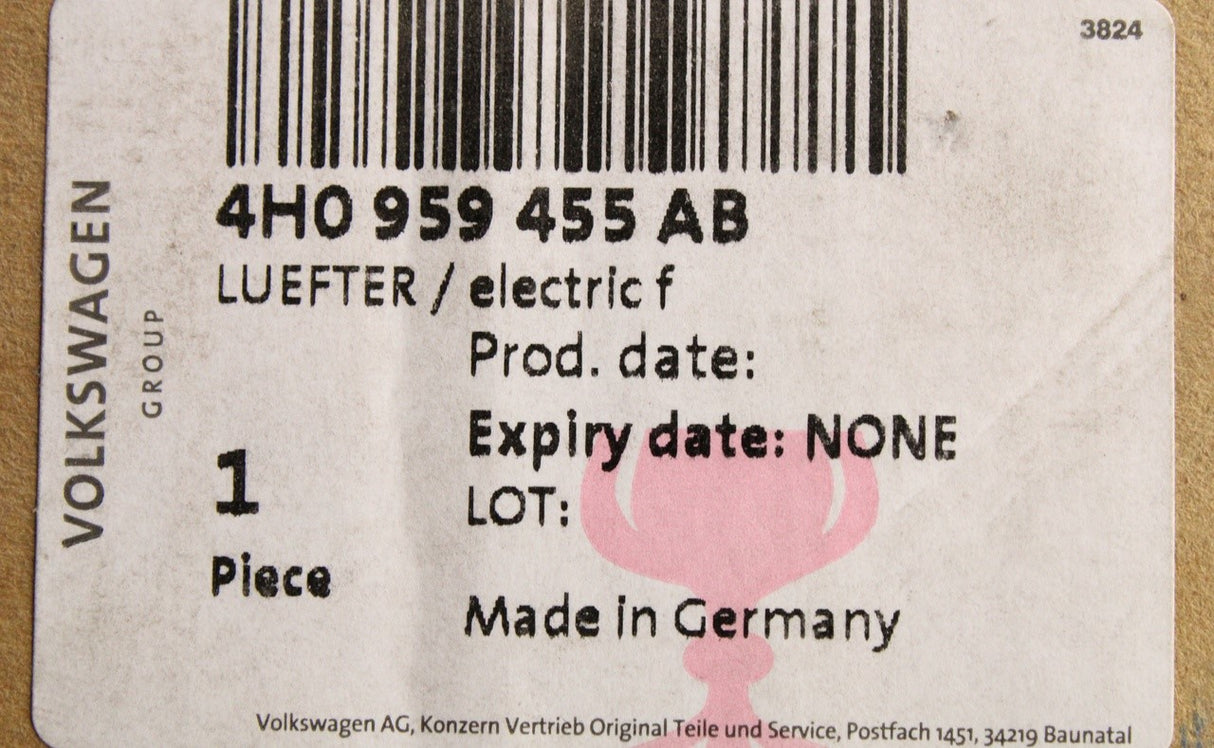 3824
4H0 959 455 AB
LUEFTER / electric f
Prod. date:
Expiry date: NONE
LOT:
1
Piece
Made in Germany
VOLKSWAGEN
GROUP
Volkswagen AG, Konzern Vertrieb Original Teile und Service, Postfach 1451, 34219 Baunatal